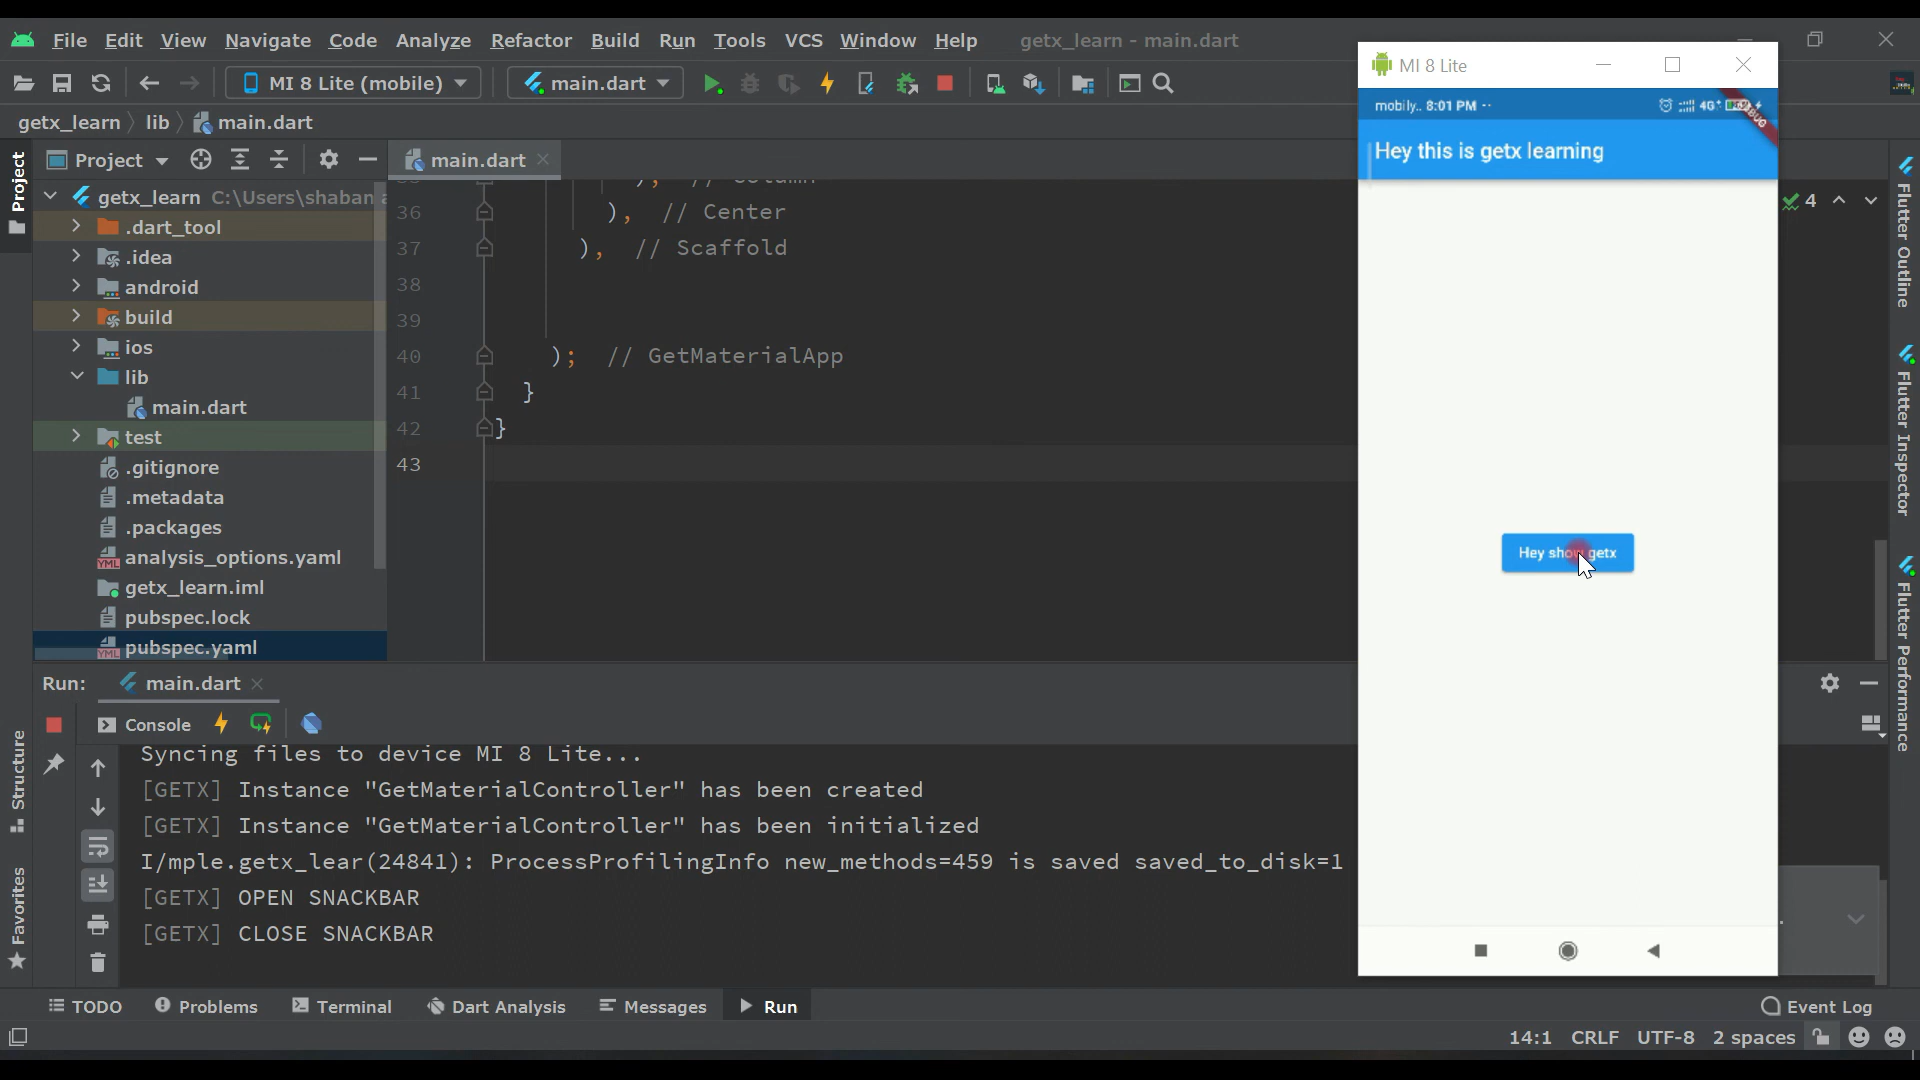 File Edit View Navigate Code Analyze Refactor Build Run Tools VCS Window Help getx_learn - main.dart
MI 8 Lite (mobile) main.dart
getx_learn lib main.dart
Project main.dart
getx_learn C:\Users\shaban
.dart_tool
.idea
android
build
ios
lib
main.dart
test
.gitignore
.metadata
.packages
analysis_options.yaml
getx_learn.iml
pubspec.lock
pubspec.yaml
Project
Structure
Favorites
36 ), // Center
37 ), // Scaffold
38
39
40 ); // GetMaterialApp
41 }
42 }
43
4
MI 8 Lite
mobily.. 8:01 PM
4G+
Hey this is getx learning
Hey show getx
Flutter Outline
Flutter Inspector
Flutter Performance
Run: main.dart
Console
Syncing files to device MI 8 Lite...
[GETX] Instance "GetMaterialController" has been created
[GETX] Instance "GetMaterialController" has been initialized
I/mple.getx_lear(24841): ProcessProfilingInfo new_methods=459 is saved saved_to_disk=1
[GETX] OPEN SNACKBAR
[GETX] CLOSE SNACKBAR
TODO Problems Terminal Dart Analysis Messages Run Event Log
14:1 CRLF UTF-8 2 spaces